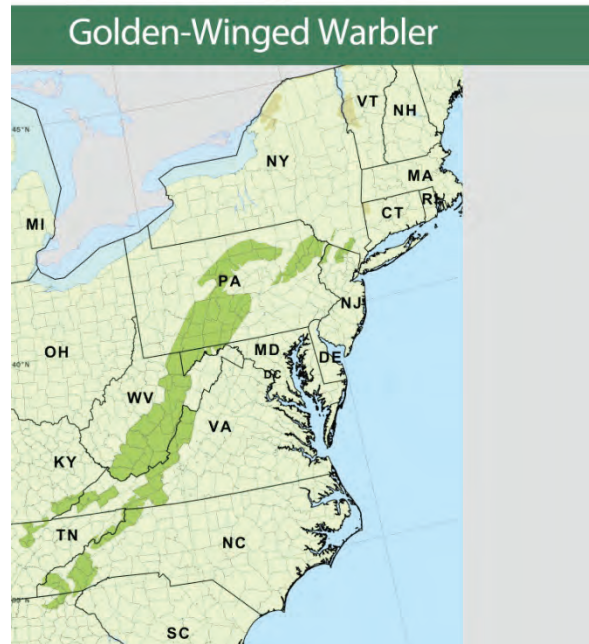 Golden-Winged Warbler
VT
NH
45°N
NY
MA
RI
CT
MI
PA
NJ
OH
MD
DE
40°N
DC
WV
VA
KY
TN
NC
SC